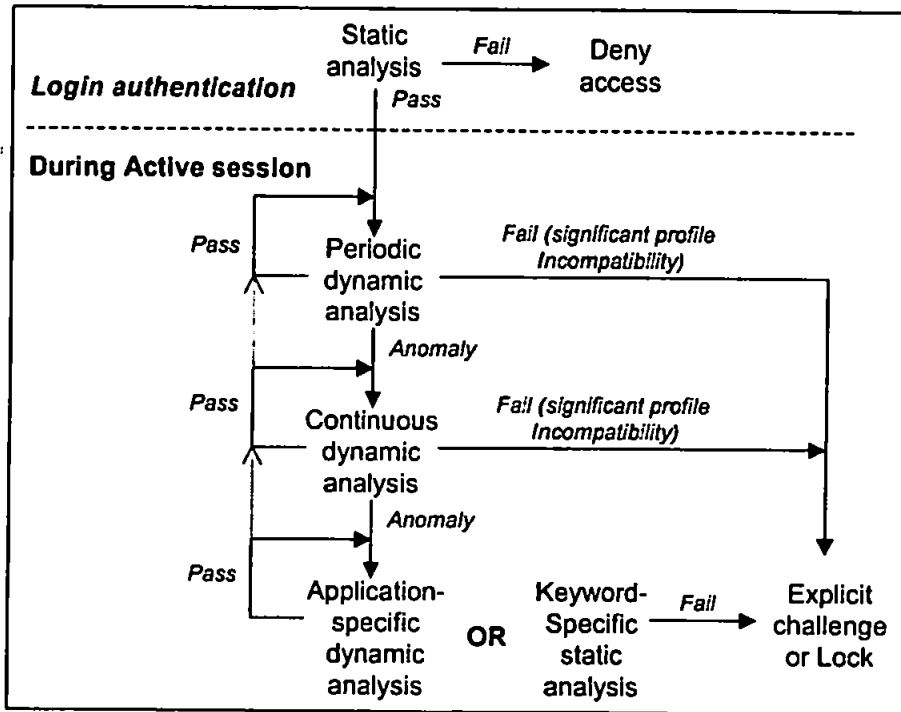 Static
analysis
Fail
Deny
access
Login authentication
Pass
During Active session
Pass
Periodic
dynamic
analysis
Fail (significant profile
Incompatibility)
Anomaly
Pass
Continuous
dynamic
analysis
Fail (significant profile
Incompatibility)
Anomaly
Pass
Application-
specific
dynamic
analysis
OR
Keyword-
Specific
static
analysis
Fail
Explicit
challenge
or Lock